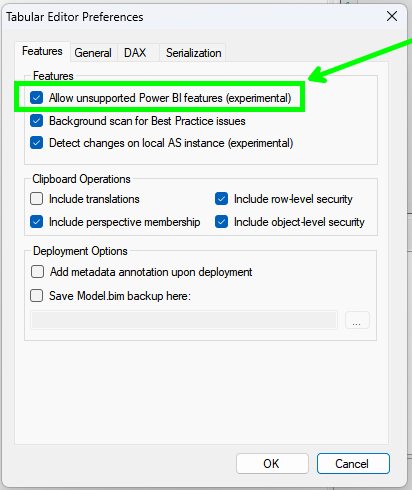 Tabular Editor Preferences
Features General DAX Serialization
Features
Allow unsupported Power BI features (experimental)
Background scan for Best Practice issues
Detect changes on local AS instance (experimental)
Clipboard Operations
Include translations Include row-level security
Include perspective membership Include object-level security
Deployment Options
Add metadata annotation upon deployment
Save Model.bim backup here:
...
OK Cancel